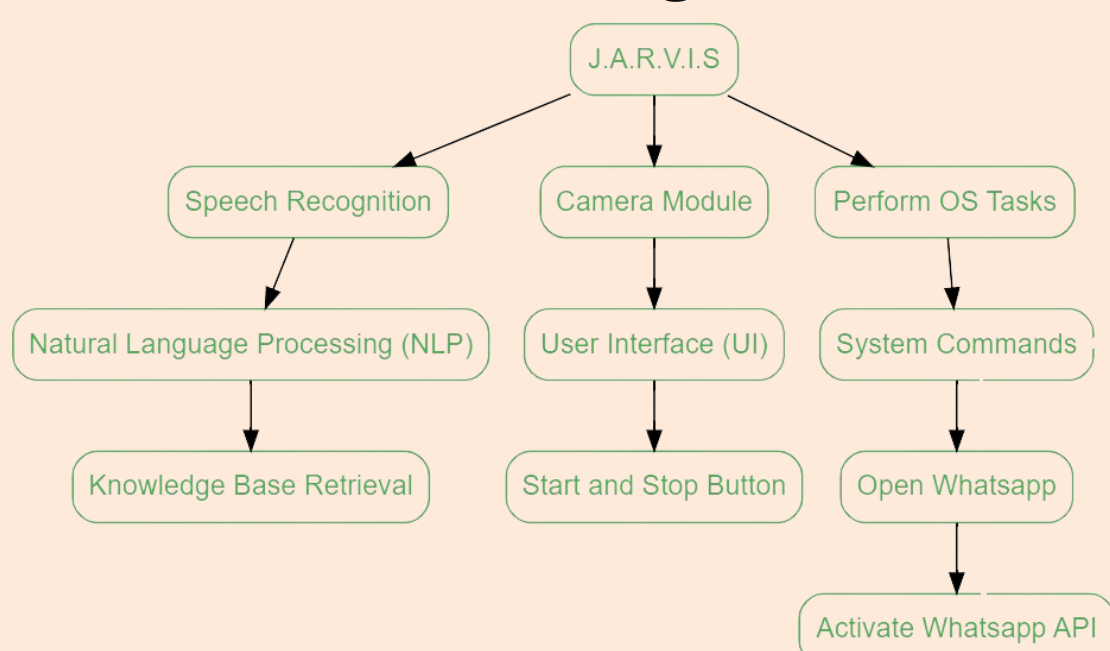 J.A.R.V.I.S
Speech Recognition
Camera Module
Perform OS Tasks
Natural Language Processing (NLP)
User Interface (UI)
System Commands
Knowledge Base Retrieval
Start and Stop Button
Open Whatsapp
Activate Whatsapp API